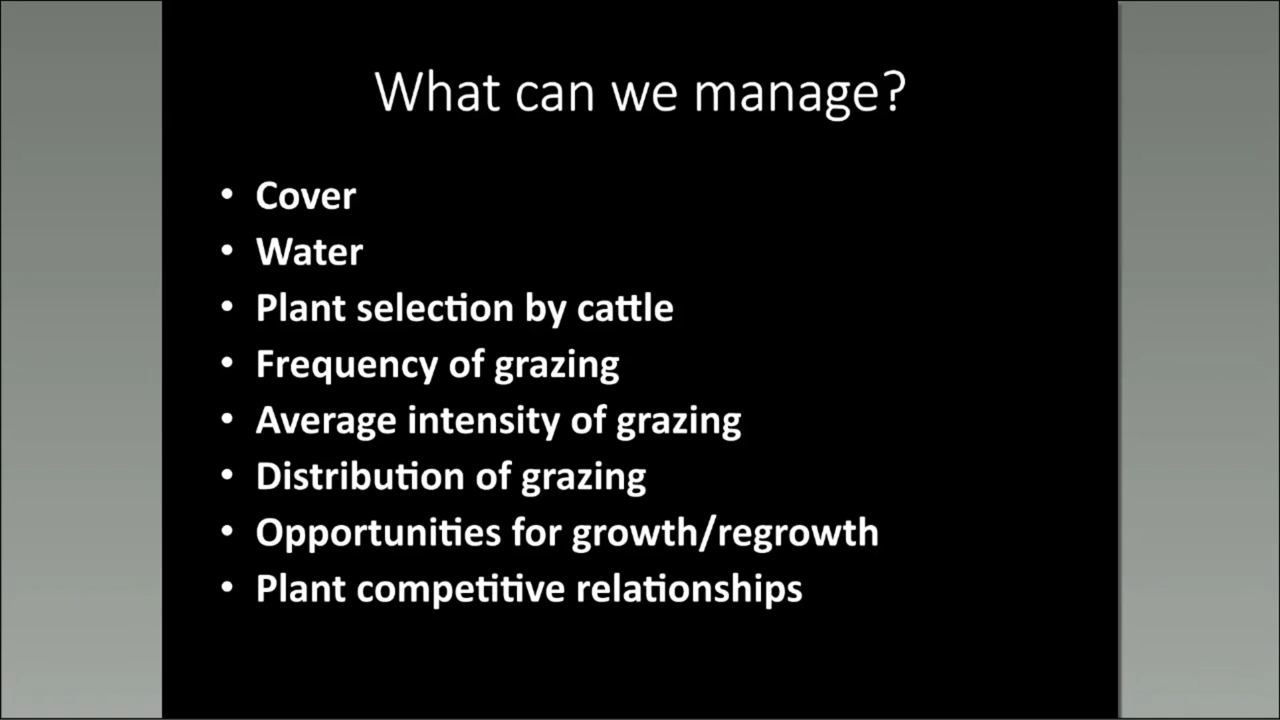 What can we manage?
• Cover
• Water
• Plant selection by cattle
• Frequency of grazing
• Average intensity of grazing
• Distribution of grazing
• Opportunities for growth/regrowth
• Plant competitive relationships